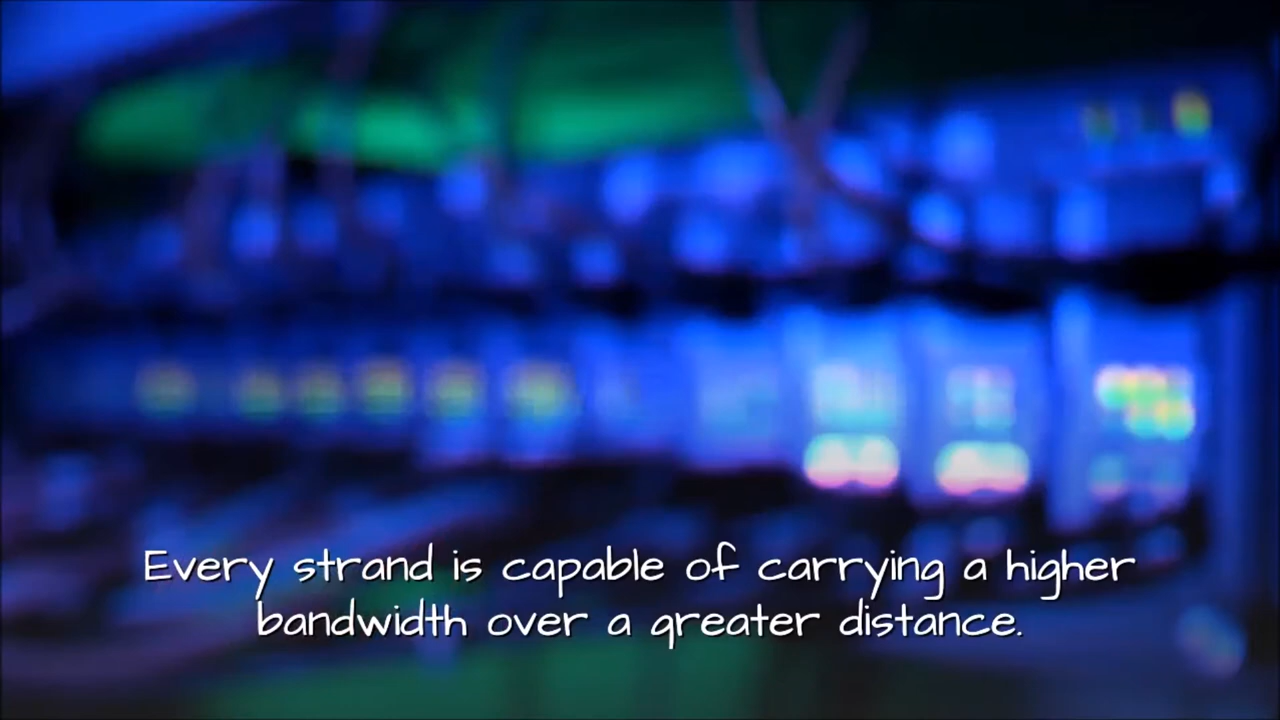 Every strand is capable of carrying a higher
bandwidth over a greater distance.